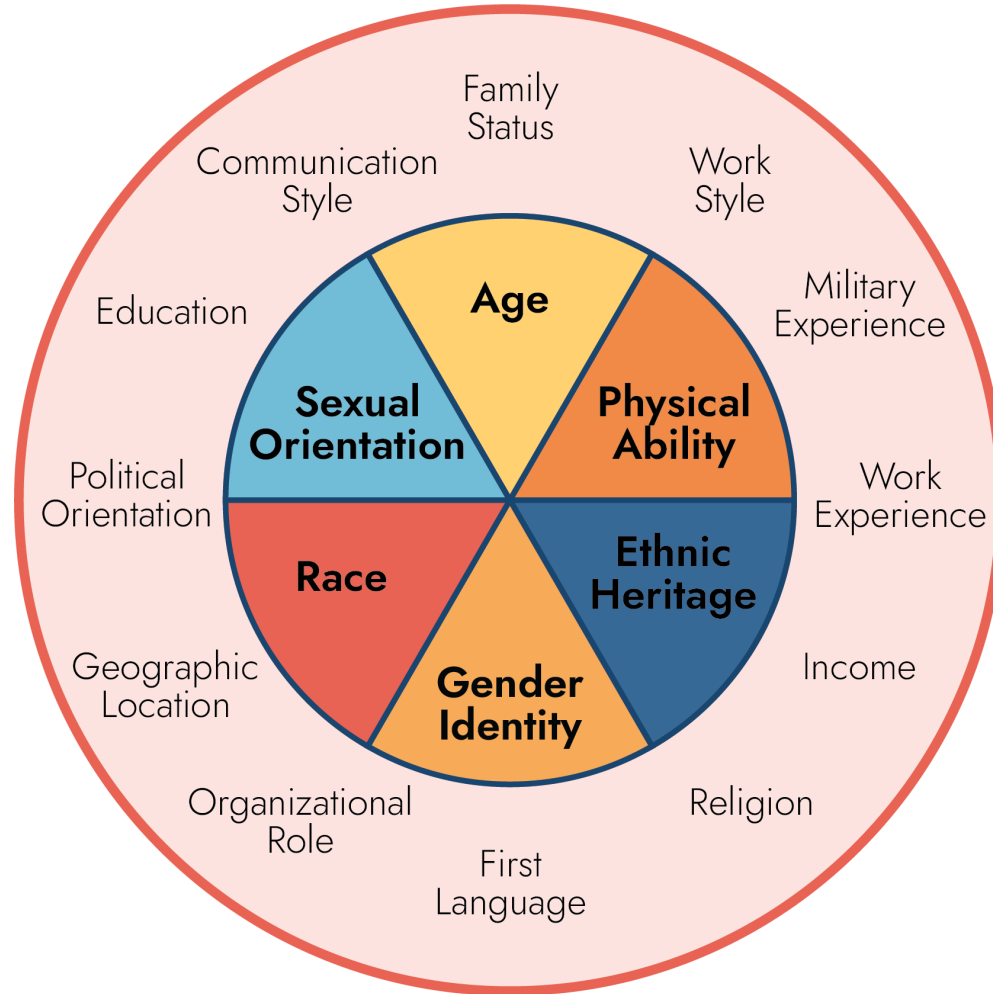 Family
Status
Work
Style
Military
Experience
Work
Experience
Income
Religion
First
Language
Organizational
Role
Geographic
Location
Political
Orientation
Education
Communication
Style
Age
Physical
Ability
Ethnic
Heritage
Gender
Identity
Race
Sexual
Orientation